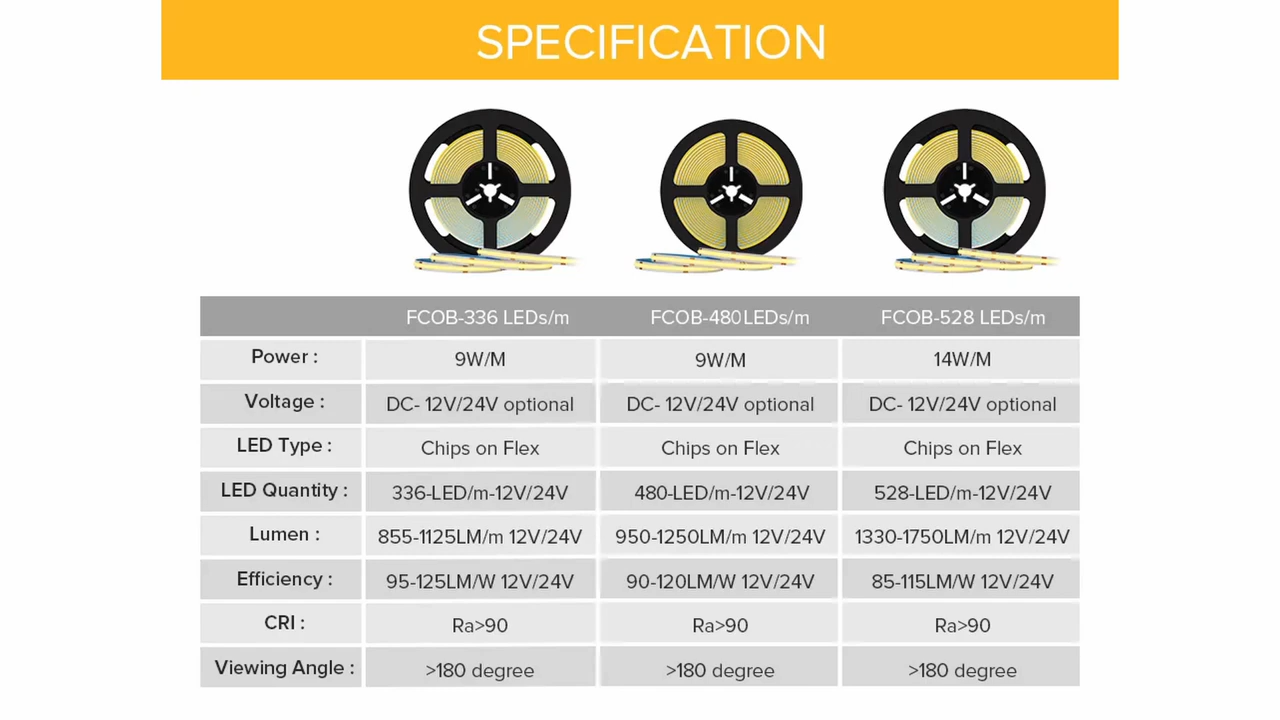 SPECIFICATION
FCOB-336 LEDs/m FCOB-480LEDs/m FCOB-528 LEDs/m
Power : 9W/M 9W/M 14W/M
Voltage : DC- 12V/24V optional DC- 12V/24V optional DC- 12V/24V optional
LED Type : Chips on Flex Chips on Flex Chips on Flex
LED Quantity : 336-LED/m-12V/24V 480-LED/m-12V/24V 528-LED/m-12V/24V
Lumen : 855-1125LM/m 12V/24V 950-1250LM/m 12V/24V 1330-1750LM/m 12V/24V
Efficiency : 95-125LM/W 12V/24V 90-120LM/W 12V/24V 85-115LM/W 12V/24V
CRI : Ra>90 Ra>90 Ra>90
Viewing Angle : >180 degree >180 degree >180 degree